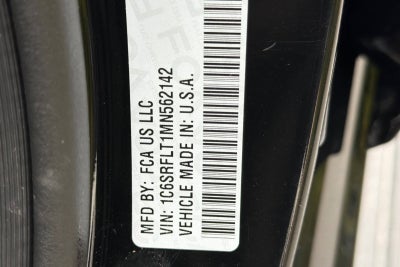 MFD BY: FCA US LLC
VIN: 1C6SRFLT1MN562142
VEHICLE MADE IN: U.S.A.